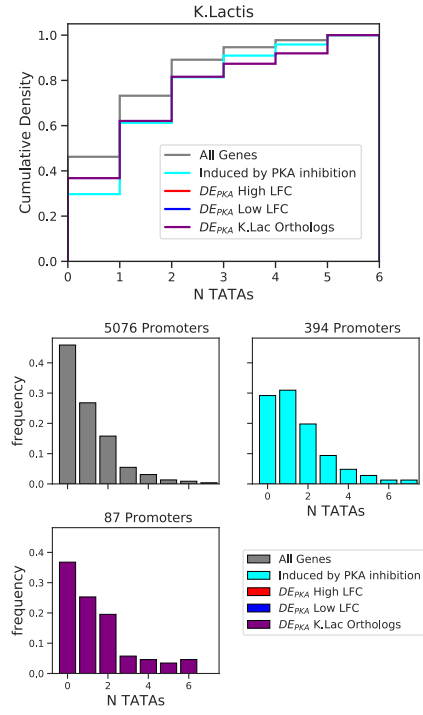 K.Lactis
Cumulative Density
1.0
0.8
0.6
0.4
0.2
0.0
All Genes
Induced by PKA inhibition
DE_PKA High LFC
DE_PKA Low LFC
DE_PKA K.Lac Orthologs
0 1 2 3 4 5 6
N TATAs
5076 Promoters
frequency
0.4
0.3
0.2
0.1
0.0
394 Promoters
0 2 4 6
N TATAs
87 Promoters
frequency
0.4
0.3
0.2
0.1
0.0
0 2 4 6
N TATAs
All Genes
Induced by PKA inhibition
DE_PKA High LFC
DE_PKA Low LFC
DE_PKA K.Lac Orthologs